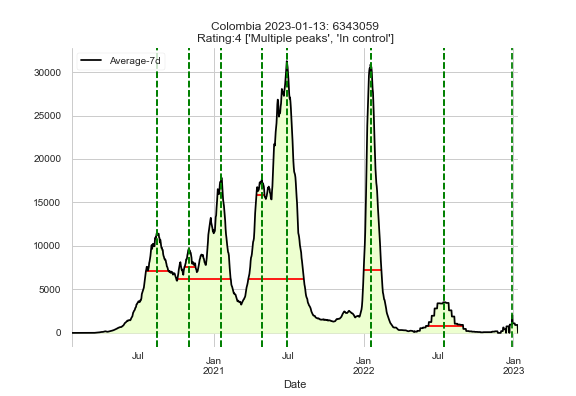 Colombia 2023-01-13: 6343059
Rating:4 ['Multiple peaks', 'In control']
Average-7d
30000
25000
20000
15000
10000
5000
0
Jul
Jan
2021
Jul
Jan
2022
Jul
Jan
2023
Date